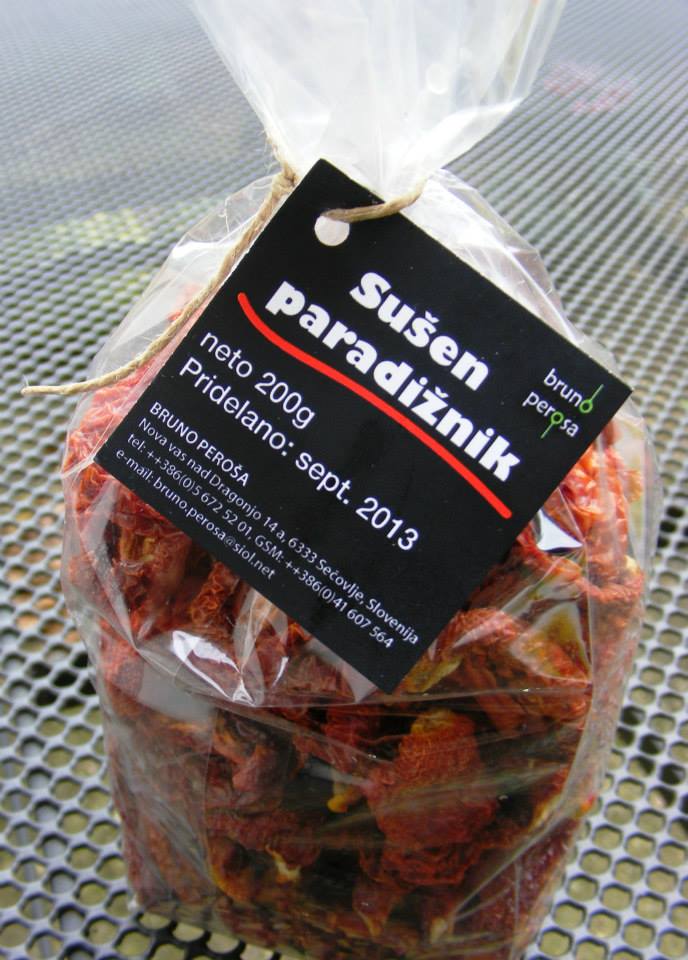 Sušen
paradižnik
bruno
perosa
neto 200g
Pridelano: sept. 2013
BRUNO PEROŠA
Nova vas nad Dragonjo 14 a, 6333 Sečovlje, Slovenija
tel: ++386(0)5 672 52 01, GSM: ++386(0)41 607 564
e-mail: bruno.perosa@siol.net